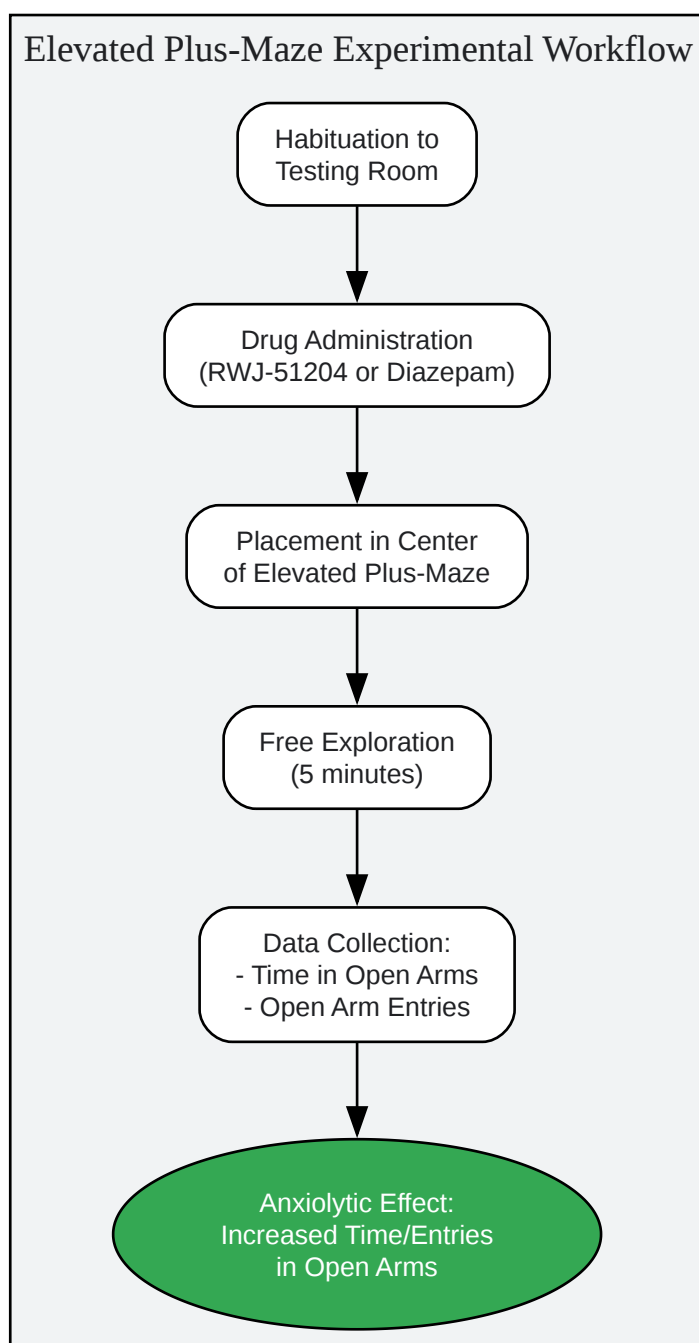 Elevated Plus-Maze Experimental Workflow
Habituation to
Testing Room
Drug Administration
(RWJ-51204 or Diazepam)
Placement in Center
of Elevated Plus-Maze
Free Exploration
(5 minutes)
Data Collection:
- Time in Open Arms
- Open Arm Entries
Anxiolytic Effect:
Increased Time/Entries
in Open Arms